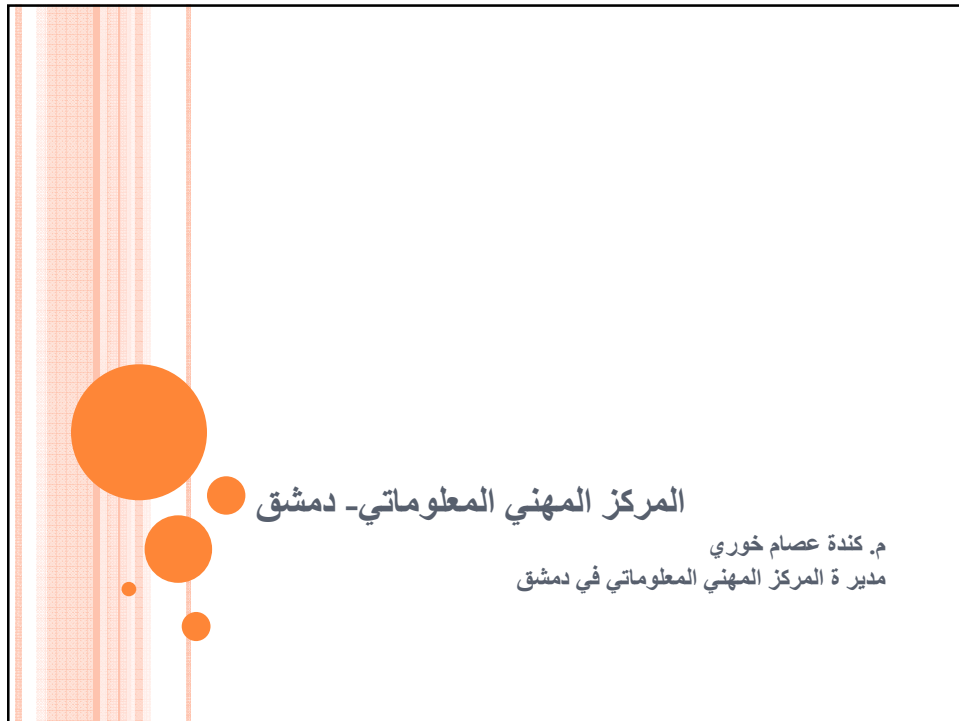 المركز المهني المعلوماتي- دمشق
م. كندة عصام خوري
مدير ة المركز المهني المعلوماتي في دمشق